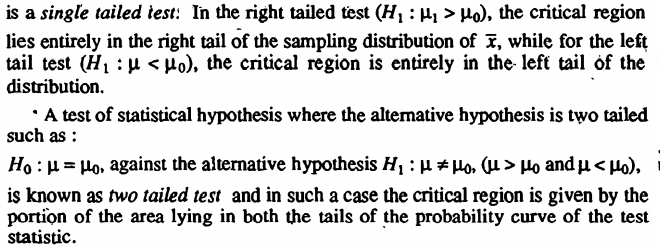 is a single tailed test: In the right tailed test (H₁ : μ₁ > μ₀), the critical region
lies entirely in the right tail of the sampling distribution of x̄, while for the left
tail test (H₁ : μ < μ₀), the critical region is entirely in the left tail of the
distribution.
A test of statistical hypothesis where the alternative hypothesis is two tailed
such as :
H₀ : μ = μ₀, against the alternative hypothesis H₁ : μ ≠ μ₀, (μ > μ₀ and μ < μ₀),
is known as two tailed test and in such a case the critical region is given by the
portion of the area lying in both the tails of the probability curve of the test
statistic.